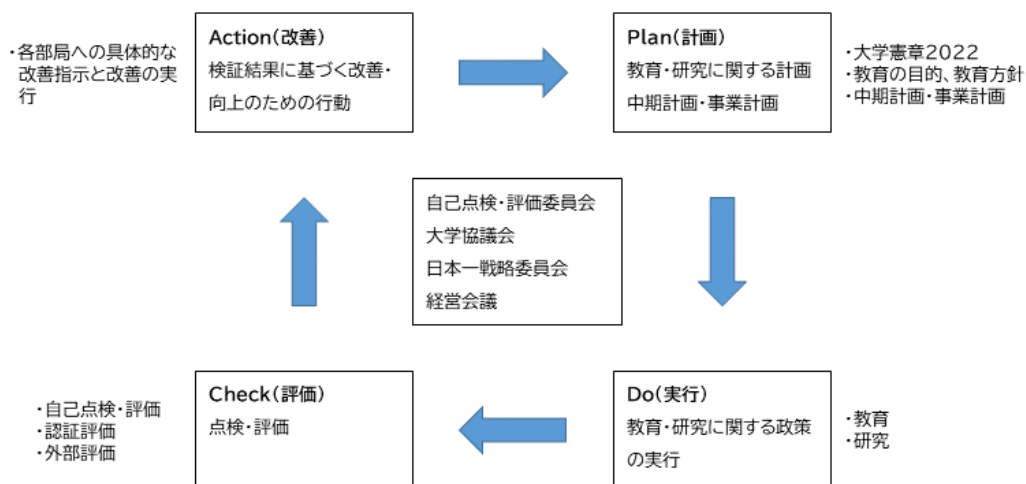 ・各部局への具体的な
改善指示と改善の実
行
Action(改善)
検証結果に基づく改善・
向上のための行動
Plan(計画)
教育・研究に関する計画
中期計画・事業計画
・大学憲章2022
・教育の目的、教育方針
・中期計画・事業計画
自己点検・評価委員会
大学協議会
日本一戦略委員会
経営会議
・自己点検・評価
・認証評価
・外部評価
Check(評価)
点検・評価
Do(実行)
教育・研究に関する政策
の実行
・教育
・研究